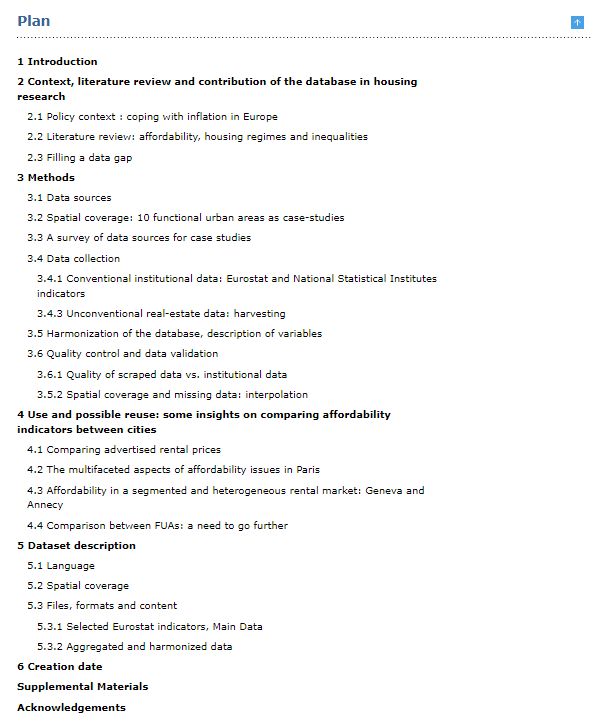 Plan
1 Introduction
2 Context, literature review and contribution of the database in housing
research
2.1 Policy context : coping with inflation in Europe
2.2 Literature review: affordability, housing regimes and inequalities
2.3 Filling a data gap
3 Methods
3.1 Data sources
3.2 Spatial coverage: 10 functional urban areas as case-studies
3.3 A survey of data sources for case studies
3.4 Data collection
3.4.1 Conventional institutional data: Eurostat and National Statistical Institutes
indicators
3.4.3 Unconventional real-estate data: harvesting
3.5 Harmonization of the database, description of variables
3.6 Quality control and data validation
3.6.1 Quality of scraped data vs. institutional data
3.5.2 Spatial coverage and missing data: interpolation
4 Use and possible reuse: some insights on comparing affordability
indicators between cities
4.1 Comparing advertised rental prices
4.2 The multifaceted aspects of affordability issues in Paris
4.3 Affordability in a segmented and heterogeneous rental market: Geneva and
Annecy
4.4 Comparison between FUAs: a need to go further
5 Dataset description
5.1 Language
5.2 Spatial coverage
5.3 Files, formats and content
5.3.1 Selected Eurostat indicators, Main Data
5.3.2 Aggregated and harmonized data
6 Creation date
Supplemental Materials
Acknowledgements